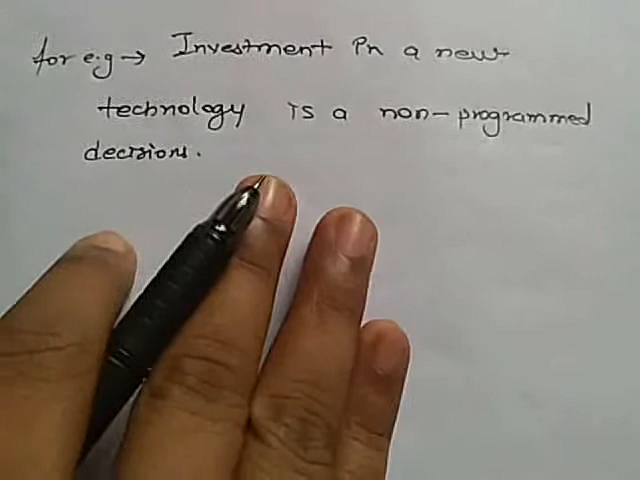 for e.g → Investment in a new
technology is a non-programmed
decisions.